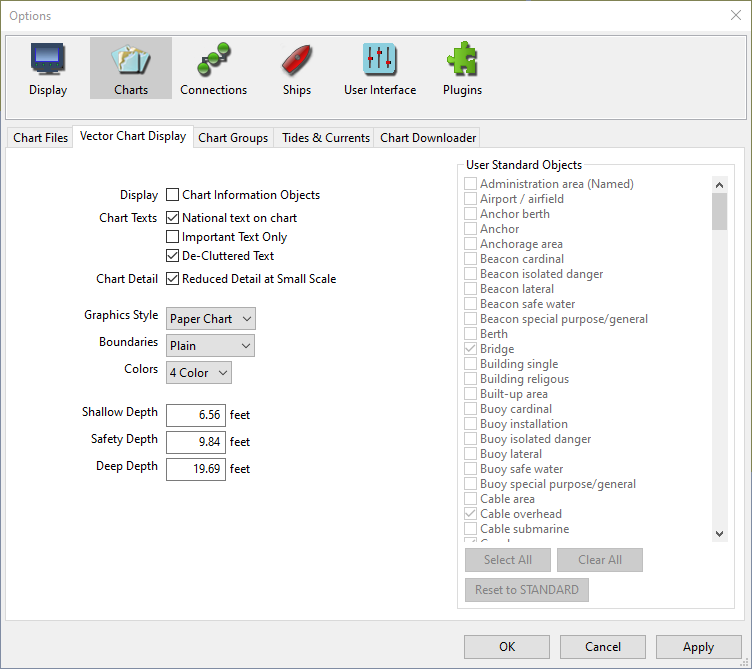 Options
Display
Charts
Connections
Ships
User Interface
Plugins
Chart Files
Vector Chart Display
Chart Groups
Tides & Currents
Chart Downloader
Display
Chart Information Objects
Chart Texts
National text on chart
Important Text Only
De-Cluttered Text
Chart Detail
Reduced Detail at Small Scale
Graphics Style
Paper Chart
Boundaries
Plain
Colors
4 Color
Shallow Depth
6.56
feet
Safety Depth
9.84
feet
Deep Depth
19.69
feet
User Standard Objects
Administration area (Named)
Airport / airfield
Anchor berth
Anchor
Anchorage area
Beacon cardinal
Beacon isolated danger
Beacon lateral
Beacon safe water
Beacon special purpose/general
Berth
Bridge
Building single
Building religous
Built-up area
Buoy cardinal
Buoy installation
Buoy isolated danger
Buoy lateral
Buoy safe water
Buoy special purpose/general
Cable area
Cable overhead
Cable submarine
Select All
Clear All
Reset to STANDARD
OK
Cancel
Apply